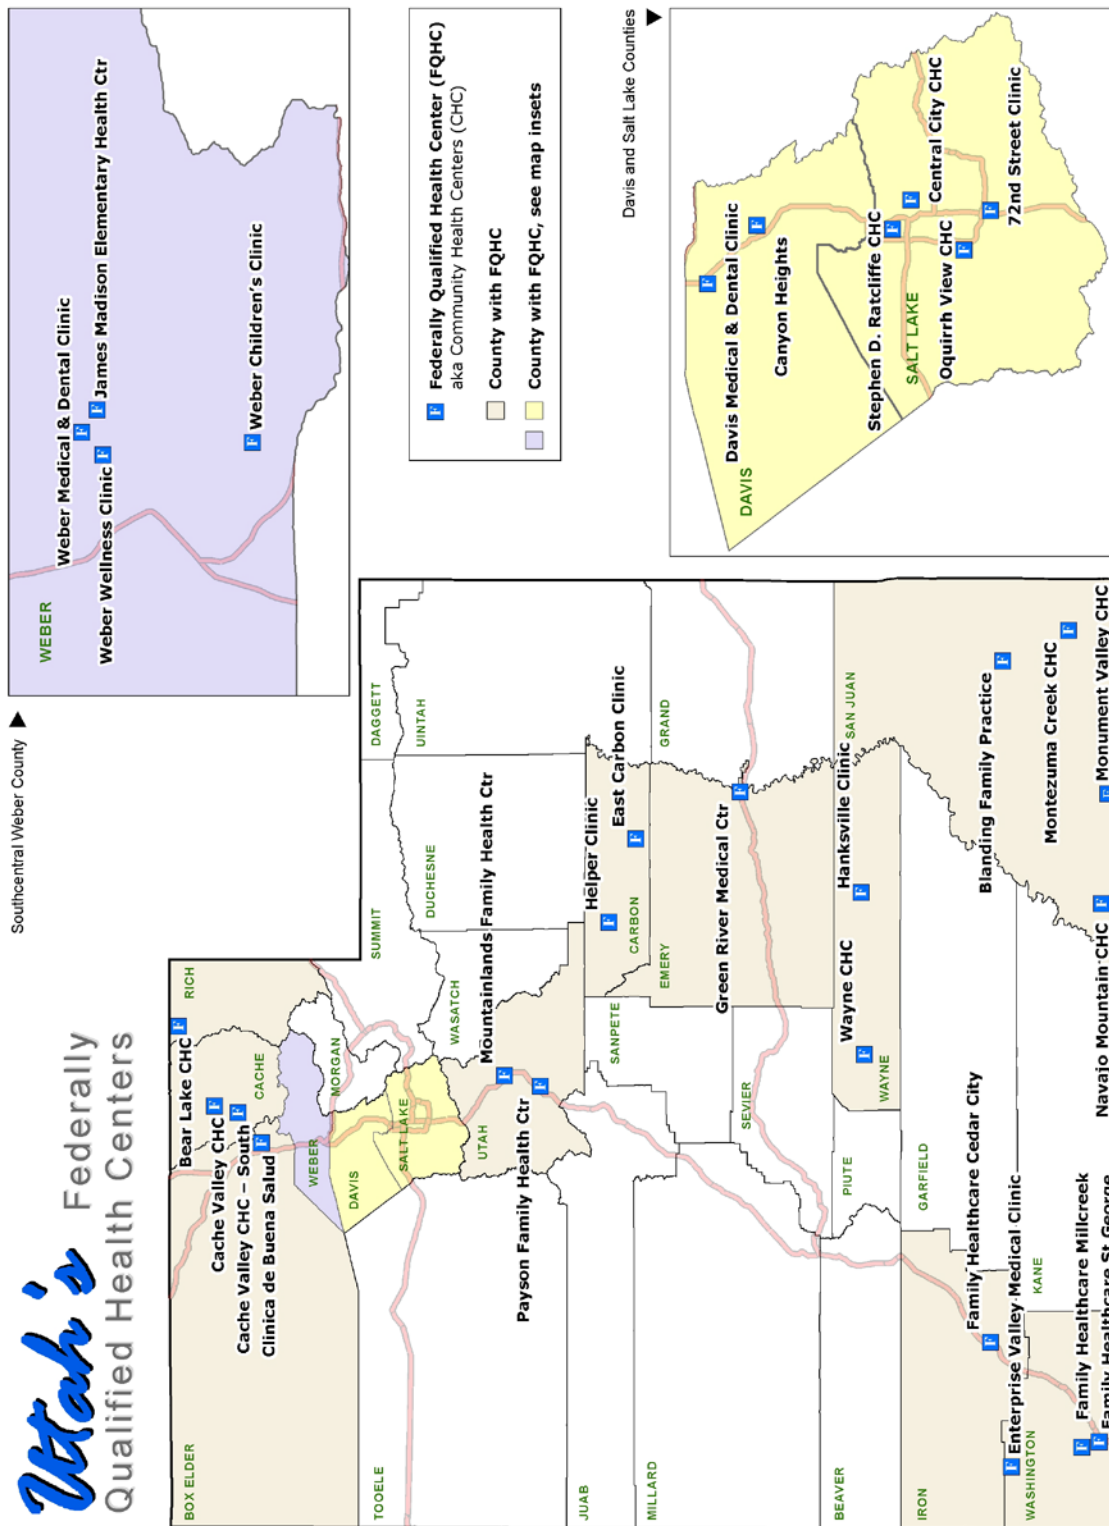 Utah's Federally
Qualified Health Centers
Southcentral Weber County
WEBER
Weber Medical & Dental Clinic
James Madison Elementary Health Ctr
Weber Wellness Clinic
Weber Children's Clinic
F Federally Qualified Health Center (FQHC)
aka Community Health Centers (CHC)
County with FQHC
County with FQHC, see map insets
Davis and Salt Lake Counties
Davis Medical & Dental Clinic
DAVIS
Canyon Heights
Stephen D. Ratcliffe CHC
Central City CHC
SALT LAKE
Oquirrh View CHC
72nd Street Clinic
BOX ELDER
Bear Lake CHC
RICH
Cache Valley CHC
Cache Valley CHC – South
CACHE
Clinica de Buena Salud
WEBER
MORGAN
DAVIS
SALT LAKE
TOOELE
SUMMIT
DAGGETT
UINTAH
DUCHESNE
WASATCH
UTAH
Mountainlands Family Health Ctr
Payson Family Health Ctr
JUAB
Helper Clinic
East Carbon Clinic
CARBON
SANPETE
MILLARD
EMERY
GRAND
Green River Medical Ctr
SEVIER
BEAVER
PIUTE
Wayne CHC
Hanksville Clinic
WAYNE
SAN JUAN
IRON
GARFIELD
Family Healthcare Cedar City
Blanding Family Practice
Enterprise Valley Medical Clinic
WASHINGTON
KANE
Montezuma Creek CHC
Family Healthcare Millcreek
Family Healthcare St George
Navajo Mountain CHC
Monument Valley CHC